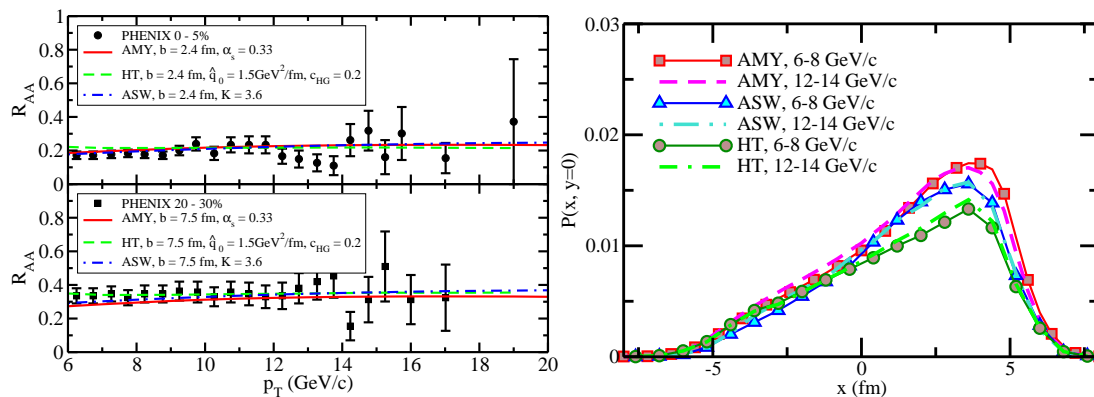 1
0.8
0.6
0.4
0.2
0
R_AA
PHENIX 0 - 5%
AMY, b = 2.4 fm, α_s = 0.33
HT, b = 2.4 fm, q̂_0 = 1.5GeV²/fm, c_HG = 0.2
ASW, b = 2.4 fm, K = 3.6
0.8
0.6
0.4
0.2
0
R_AA
PHENIX 20 - 30%
AMY, b = 7.5 fm, α_s = 0.33
HT, b = 7.5 fm, q̂_0 = 1.5GeV²/fm, c_HG = 0.2
ASW, b = 7.5 fm, K = 3.6
6 8 10 12 14 16 18 20
p_T (GeV/c)
0.03
0.02
0.01
0
P(x, y=0)
AMY, 6-8 GeV/c
AMY, 12-14 GeV/c
ASW, 6-8 GeV/c
ASW, 12-14 GeV/c
HT, 6-8 GeV/c
HT, 12-14 GeV/c
-5 0 5
x (fm)